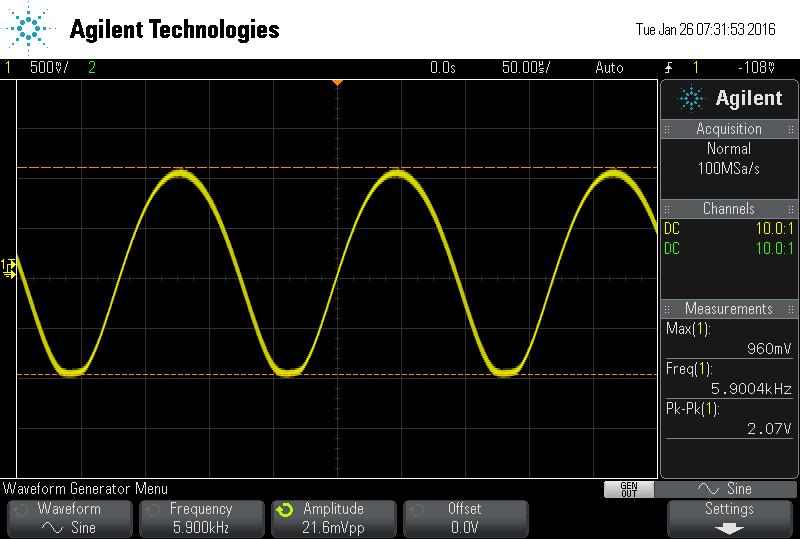 Agilent Technologies
Tue Jan 26 07:31:53 2016
1 500mV/ 2 0.0s 50.00us/ Auto 1 -108mV
Agilent
Acquisition
Normal
100MSa/s
Channels
DC 10.0:1
DC 10.0:1
Measurements
Max(1):
960mV
Freq(1):
5.9004kHz
Pk-Pk(1):
2.07V
1
Waveform Generator Menu
GEN OUT
Sine
Waveform
Sine
Frequency
5.900kHz
Amplitude
21.6mVpp
Offset
0.0V
Settings